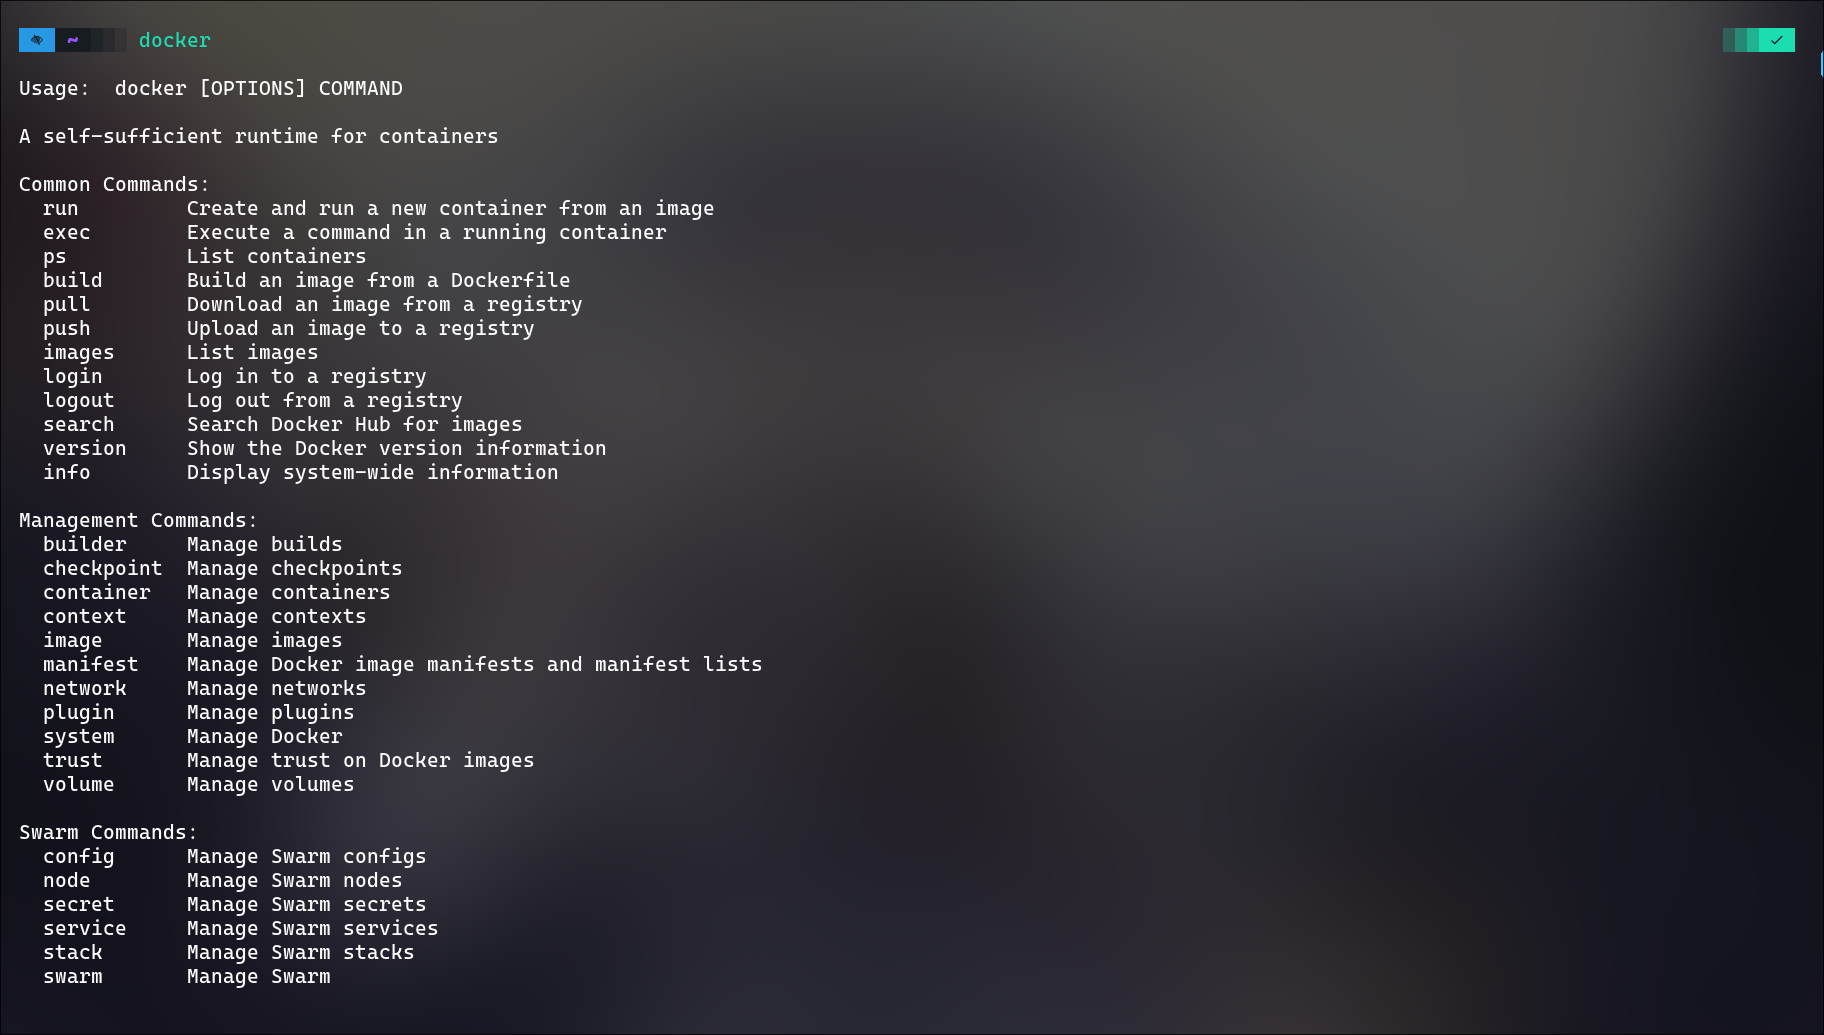 ~ docker
Usage:  docker [OPTIONS] COMMAND
A self-sufficient runtime for containers
Common Commands:
  run         Create and run a new container from an image
  exec        Execute a command in a running container
  ps          List containers
  build       Build an image from a Dockerfile
  pull        Download an image from a registry
  push        Upload an image to a registry
  images      List images
  login       Log in to a registry
  logout      Log out from a registry
  search      Search Docker Hub for images
  version     Show the Docker version information
  info        Display system-wide information
Management Commands:
  builder     Manage builds
  checkpoint  Manage checkpoints
  container   Manage containers
  context     Manage contexts
  image       Manage images
  manifest    Manage Docker image manifests and manifest lists
  network     Manage networks
  plugin      Manage plugins
  system      Manage Docker
  trust       Manage trust on Docker images
  volume      Manage volumes
Swarm Commands:
  config      Manage Swarm configs
  node        Manage Swarm nodes
  secret      Manage Swarm secrets
  service     Manage Swarm services
  stack       Manage Swarm stacks
  swarm       Manage Swarm